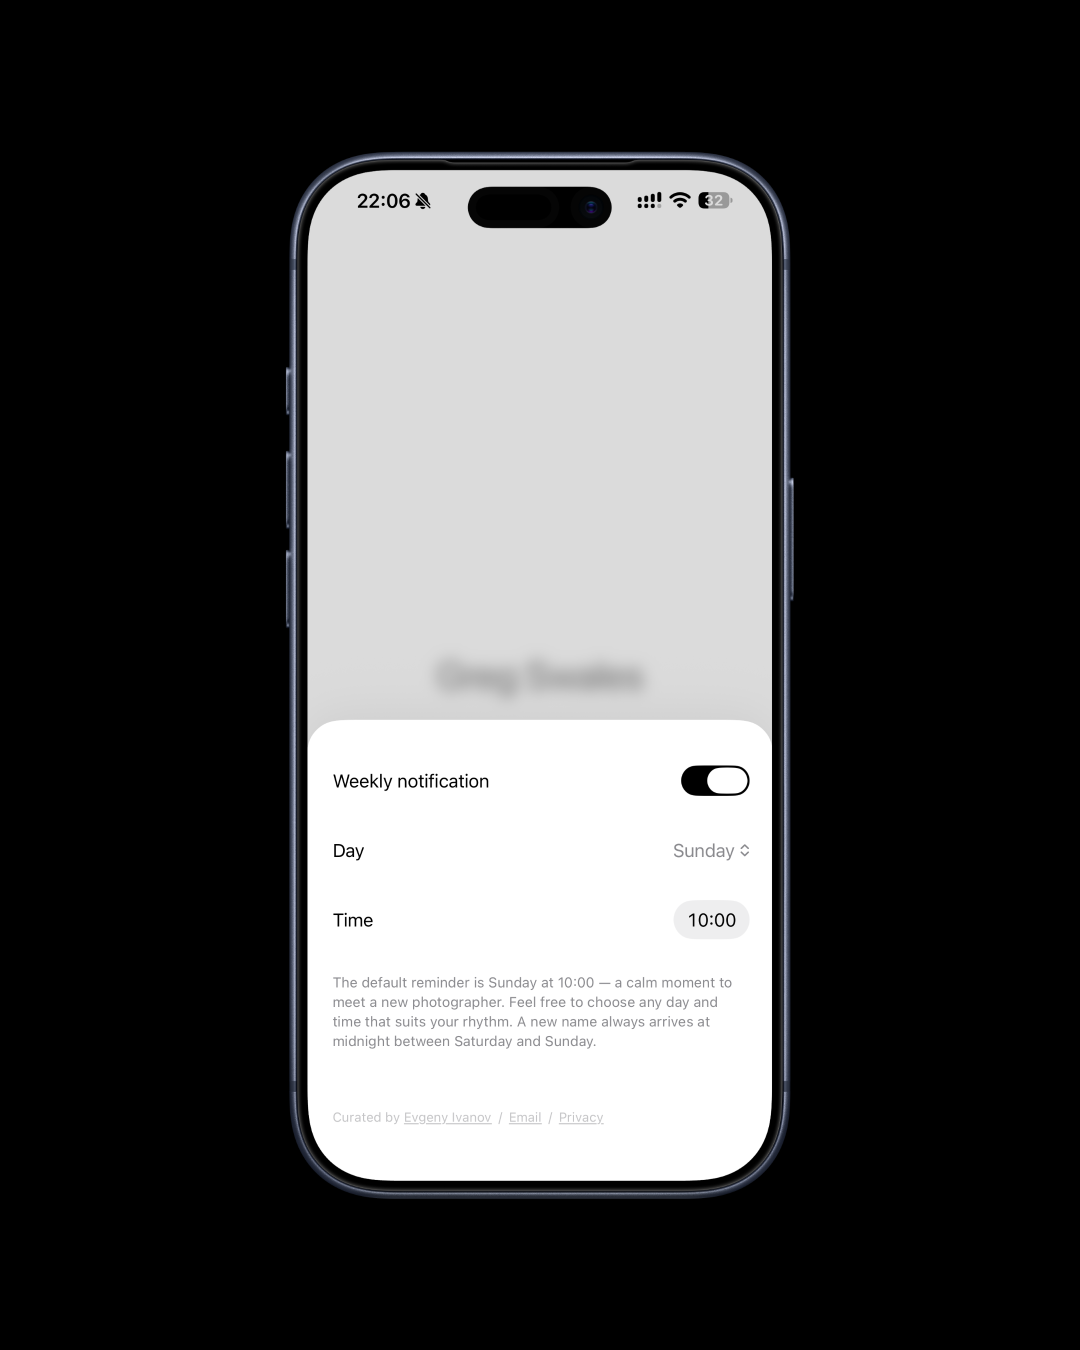 22:06
32
Greg Swales
Weekly notification
Day
Sunday
Time
10:00
The default reminder is Sunday at 10:00 — a calm moment to
meet a new photographer. Feel free to choose any day and
time that suits your rhythm. A new name always arrives at
midnight between Saturday and Sunday.
Curated by Evgeny Ivanov / Email / Privacy